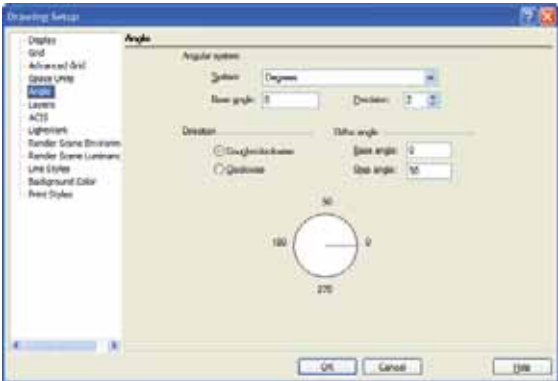 Drawing Setup
Display
Grid
Advanced Grid
Space Units
Angle
Layers
ACIS
Lightwork
Render Scene Environm
Render Scene Luminanc
Line Styles
Background Color
Print Styles
Angle
Angular system
System: Degrees
Base angle: 0 Precision: 2
Direction
Counterclockwise
Clockwise
Ortho angle
Base angle: 0
Step angle:
90
180 0
270
OK Cancel Help